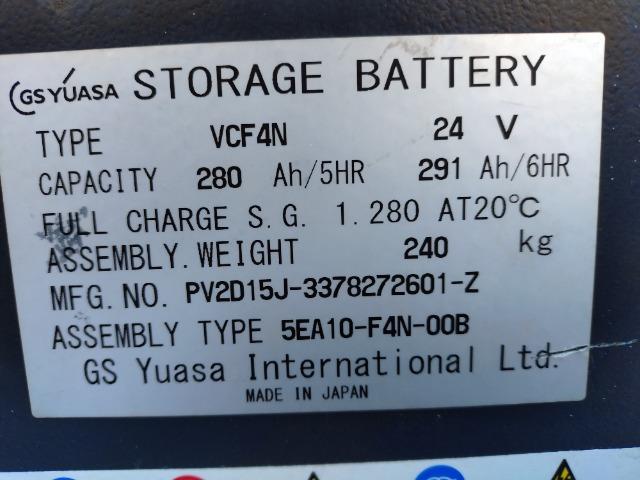 GS YUASA STORAGE BATTERY
TYPE VCF4N 24 V
CAPACITY 280 Ah/5HR 291 Ah/6HR
FULL CHARGE S.G. 1.280 AT20℃
ASSEMBLY.WEIGHT 240 kg
MFG.NO. PV2D15J-3378272601-Z
ASSEMBLY TYPE 5EA10-F4N-00B
GS Yuasa International Ltd.
MADE IN JAPAN